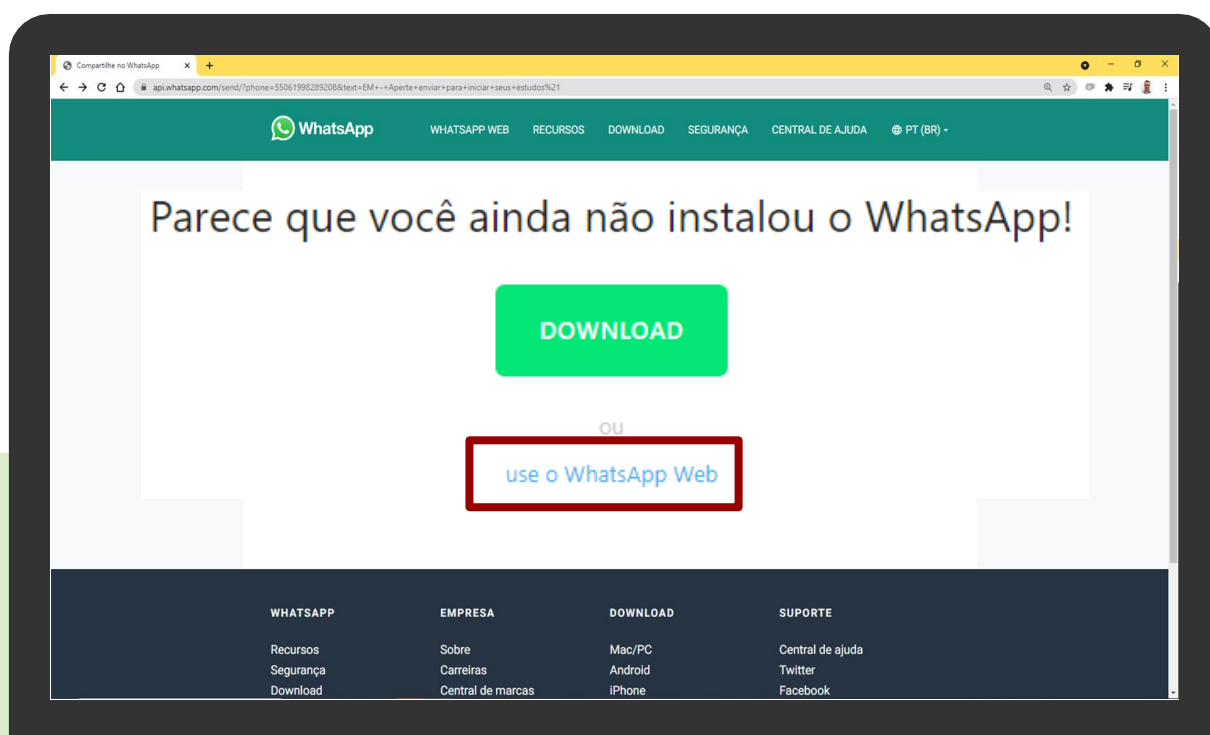 Compartilhe no WhatsApp
api.whatsapp.com/send/?phone=55061998289208&text=EM+-+Aperte+enviar+para+iniciar+seus+estudos%21
WhatsApp WHATSAPP WEB RECURSOS DOWNLOAD SEGURANÇA CENTRAL DE AJUDA PT (BR)
Parece que você ainda não instalou o WhatsApp!
DOWNLOAD
ou
use o WhatsApp Web
WHATSAPP EMPRESA DOWNLOAD SUPORTE
Recursos Sobre Mac/PC Central de ajuda
Segurança Carreiras Android Twitter
Download Central de marcas iPhone Facebook